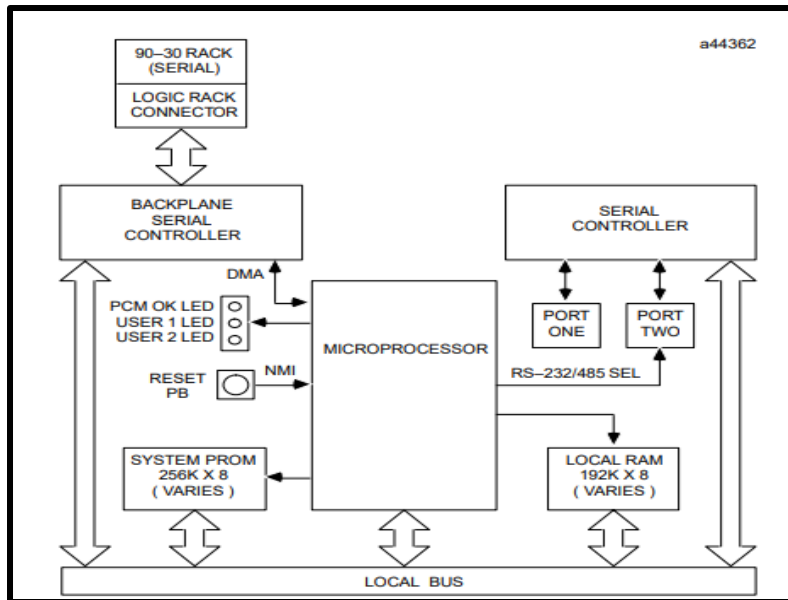 a44362
90–30 RACK
(SERIAL)
LOGIC RACK
CONNECTOR
BACKPLANE
SERIAL
CONTROLLER
SERIAL
CONTROLLER
DMA
PCM OK LED
USER 1 LED
USER 2 LED
MICROPROCESSOR
PORT
ONE
PORT
TWO
RESET
PB
NMI
RS–232/485 SEL
SYSTEM PROM
256K X 8
( VARIES )
LOCAL RAM
192K X 8
( VARIES )
LOCAL BUS